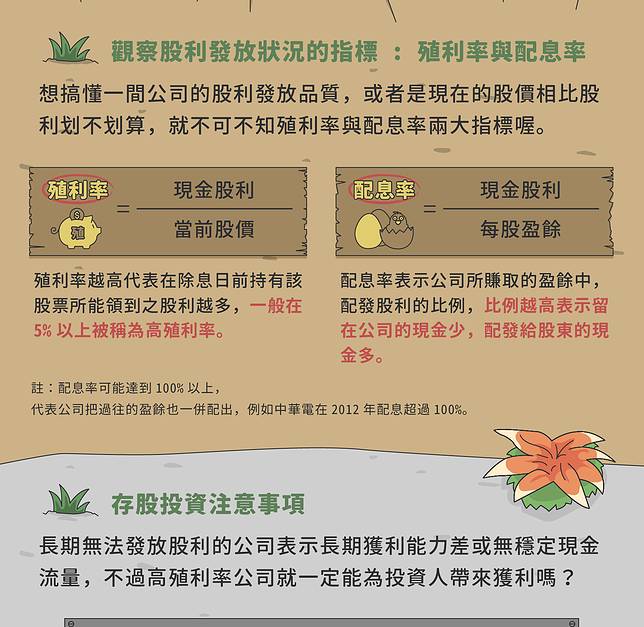 觀察股利發放狀況的指標 : 殖利率與配息率
想搞懂一間公司的股利發放品質,或者是現在的股價相比股
利划不划算,就不可不知殖利率與配息率兩大指標喔。
殖利率 = 現金股利
當前股價
殖
$
配息率 = 現金股利
每股盈餘
殖利率越高代表在除息日前持有該
股票所能領到之股利越多,一般在
5% 以上被稱為高殖利率。
配息率表示公司所賺取的盈餘中,
配發股利的比例,比例越高表示留
在公司的現金少,配發給股東的現
金多。
註:配息率可能達到 100% 以上,
代表公司把過往的盈餘也一併配出,例如中華電在 2012 年配息超過 100%。
存股投資注意事項
長期無法發放股利的公司表示長期獲利能力差或無穩定現金
流量,不過高殖利率公司就一定能為投資人帶來獲利嗎?